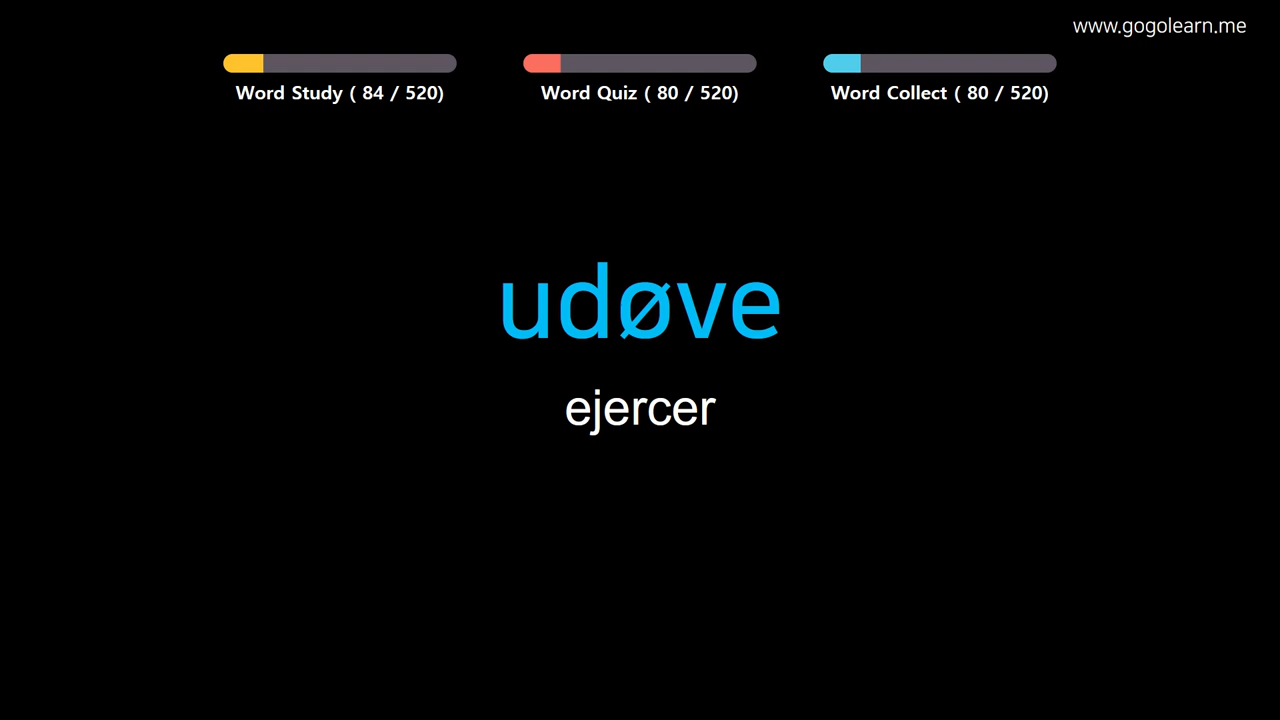 www.gogolearn.me
Word Study ( 84 / 520)
Word Quiz ( 80 / 520)
Word Collect ( 80 / 520)
udøve
ejercer